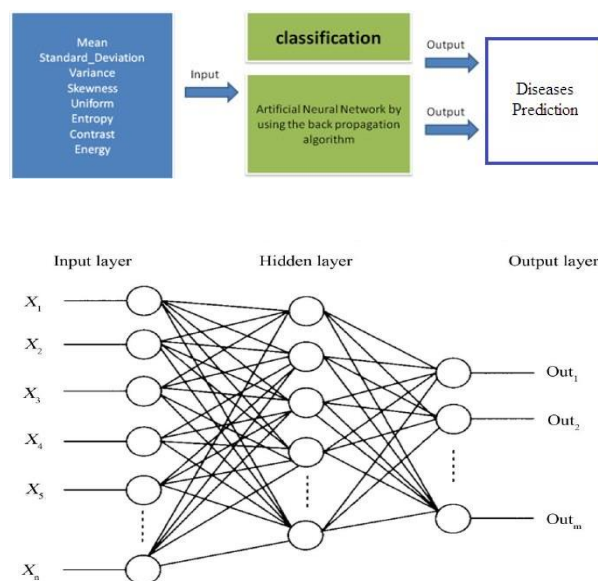 Mean
Standard_Deviation
Variance
Skewness
Uniform
Entropy
Contrast
Energy
Input
classification
Artificial Neural Network by
using the back propagation
algorithm
Output
Output
Diseases
Prediction
Input layer
Hidden layer
Output layer
X1
X2
X3
X4
X5
Xn
Out1
Out2
Outm